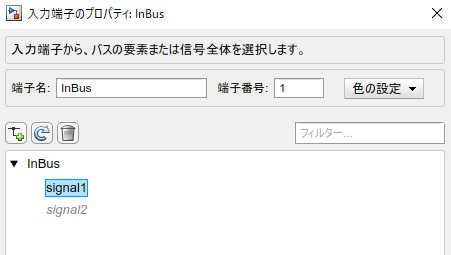 入力端子のプロパティ: InBus
入力端子から、バスの要素または信号全体を選択します。
端子名: InBus 端子番号: 1 色の設定
フィルター...
InBus
signal1
signal2